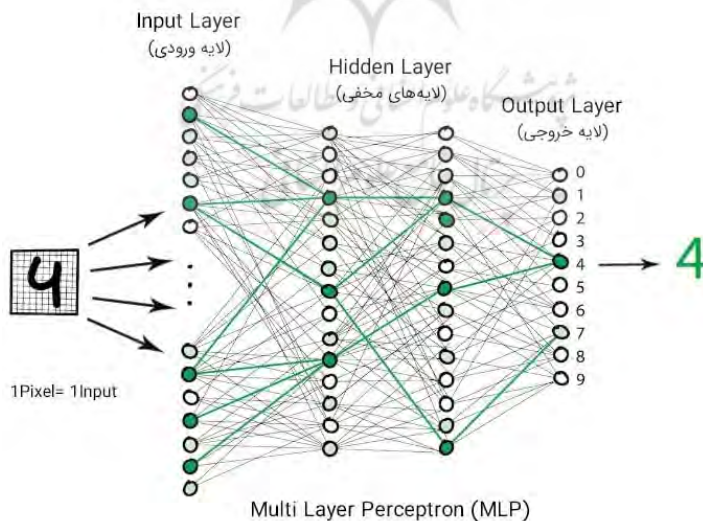 Input Layer
(لایه ورودی)
Hidden Layer
(لایه‌های مخفی)
Output Layer
(لایه خروجی)
0
1
2
3
4
5
6
7
8
9
4
4
1Pixel= 1Input
Multi Layer Perceptron (MLP)